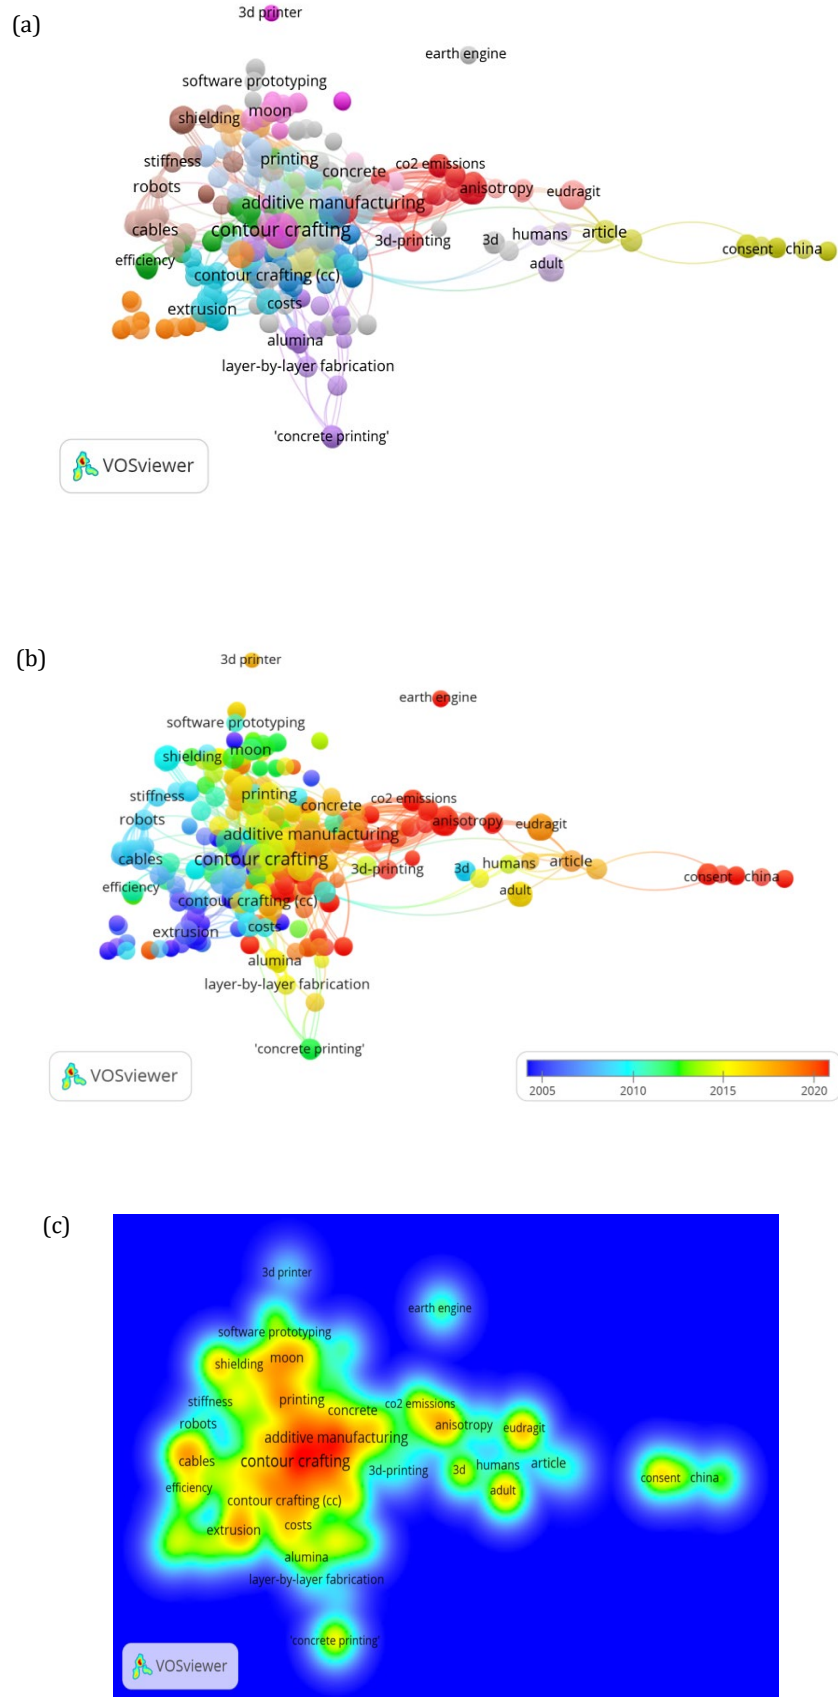 (a)
3d printer
earth engine
software prototyping
moon
shielding
printing
stiffness
concrete
co2 emissions
robots
anisotropy
eudragit
additive manufacturing
cables
contour crafting
3d-printing
3d
humans
article
consent
china
efficiency
adult
contour crafting (cc)
extrusion
costs
alumina
layer-by-layer fabrication
'concrete printing'
VOSviewer
(b)
3d printer
earth engine
software prototyping
moon
shielding
stiffness
printing
concrete
co2 emissions
robots
anisotropy
eudragit
additive manufacturing
cables
contour crafting
3d-printing
3d
humans
article
consent
china
efficiency
adult
contour crafting (cc)
extrusion
costs
alumina
layer-by-layer fabrication
'concrete printing'
VOSviewer
2005
2010
2015
2020
(c)
3d printer
earth engine
software prototyping
moon
shielding
stiffness
printing
concrete
co2 emissions
robots
anisotropy
eudragit
additive manufacturing
cables
contour crafting
3d-printing
3d
humans
article
consent
china
efficiency
adult
contour crafting (cc)
extrusion
costs
alumina
layer-by-layer fabrication
'concrete printing'
VOSviewer